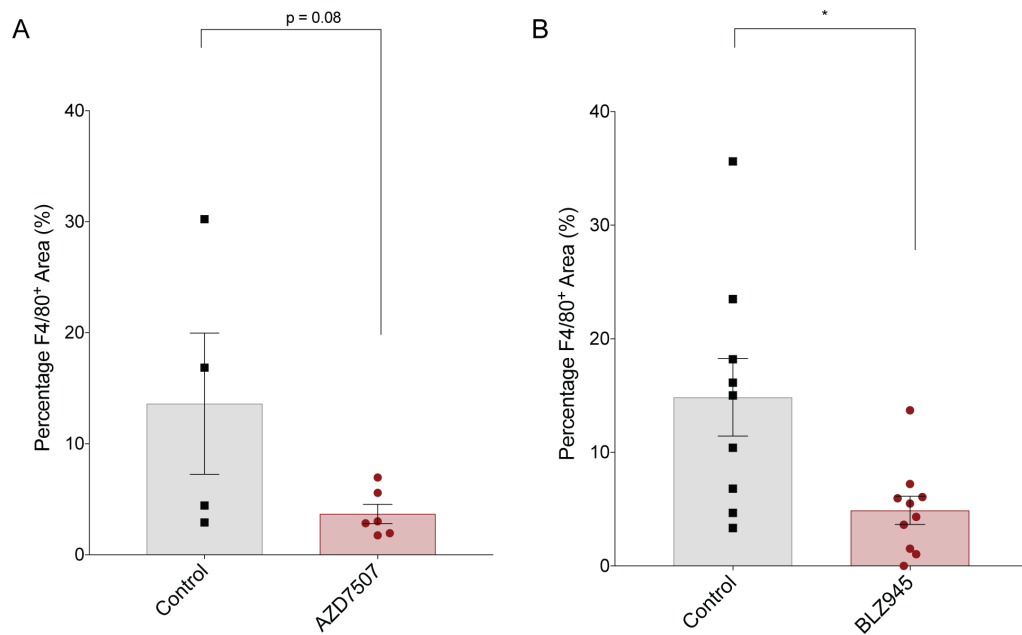 A
p = 0.08
Percentage F4/80⁺ Area (%)
40
30
20
10
0
Control
AZD7507
B
*
Percentage F4/80⁺ Area (%)
40
30
20
10
0
Control
BLZ945